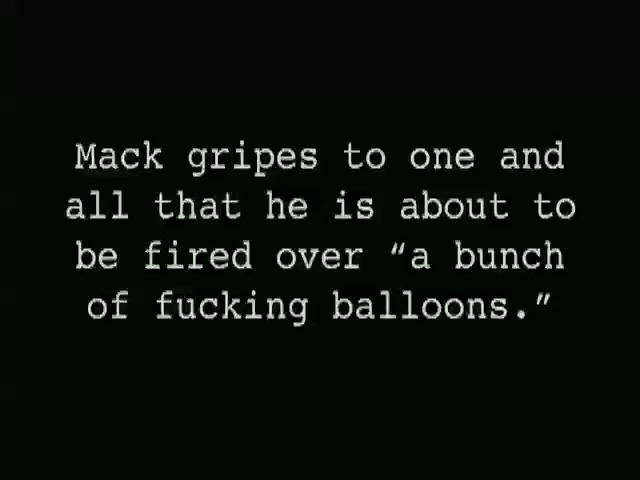 Mack gripes to one and
all that he is about to
be fired over “a bunch
of fucking balloons.”